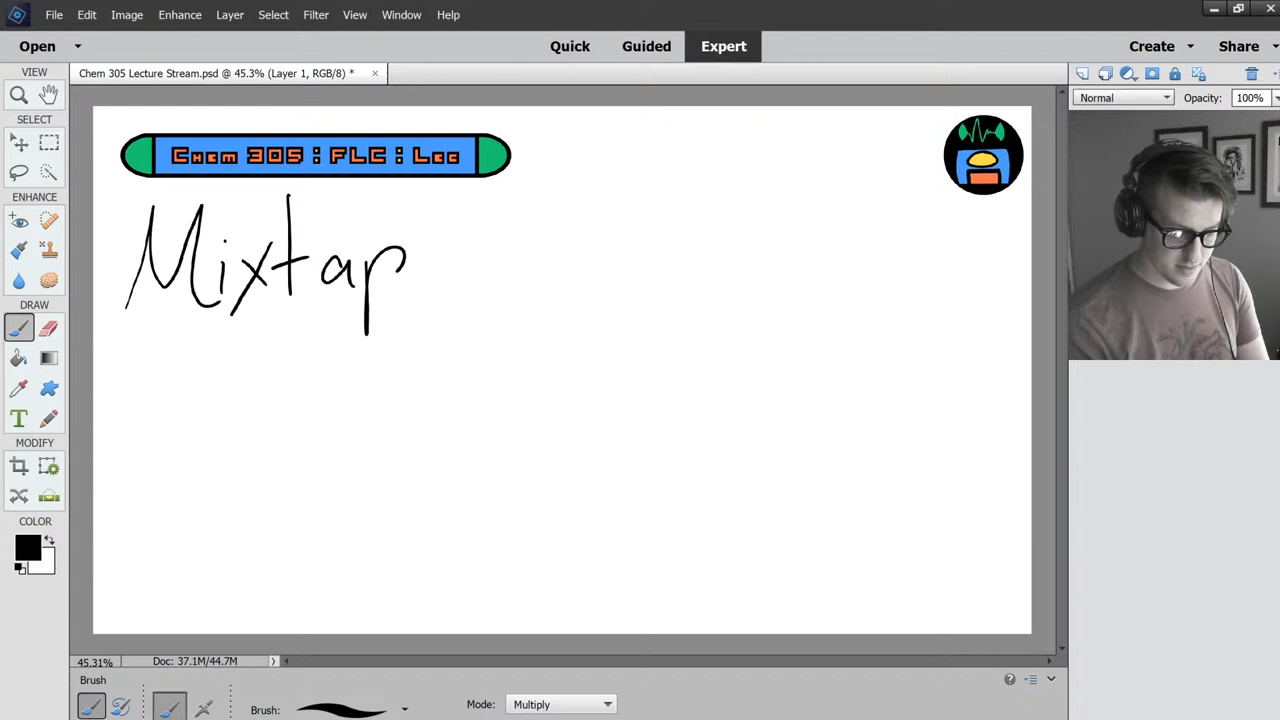 File Edit Image Enhance Layer Select Filter View Window Help
Open Quick Guided Expert Create Share
VIEW
Chem 305 Lecture Stream.psd @ 45.3% (Layer 1, RGB/8) *
Normal Opacity: 100%
SELECT
Chem 305 : FLC : Lec
ENHANCE
Mixtap
DRAW
MODIFY
COLOR
45.31% Doc: 37.1M/44.7M
Brush
Brush: Mode: Multiply